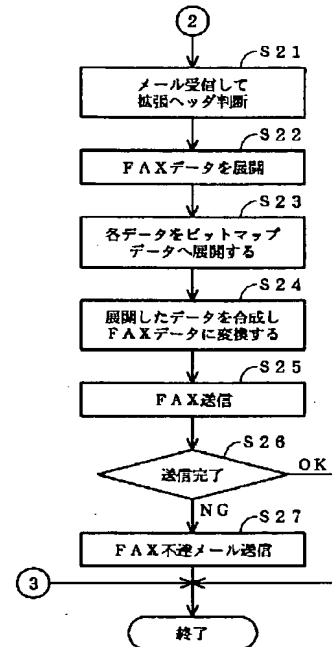 2
S21
メール受信して
拡張ヘッダ判断
S22
FAXデータを展開
S23
各データをビットマップ
データへ展開する
S24
展開したデータを合成し
FAXデータに変換する
S25
FAX送信
S26
送信完了
OK
NG
S27
FAX不達メール送信
3
終了